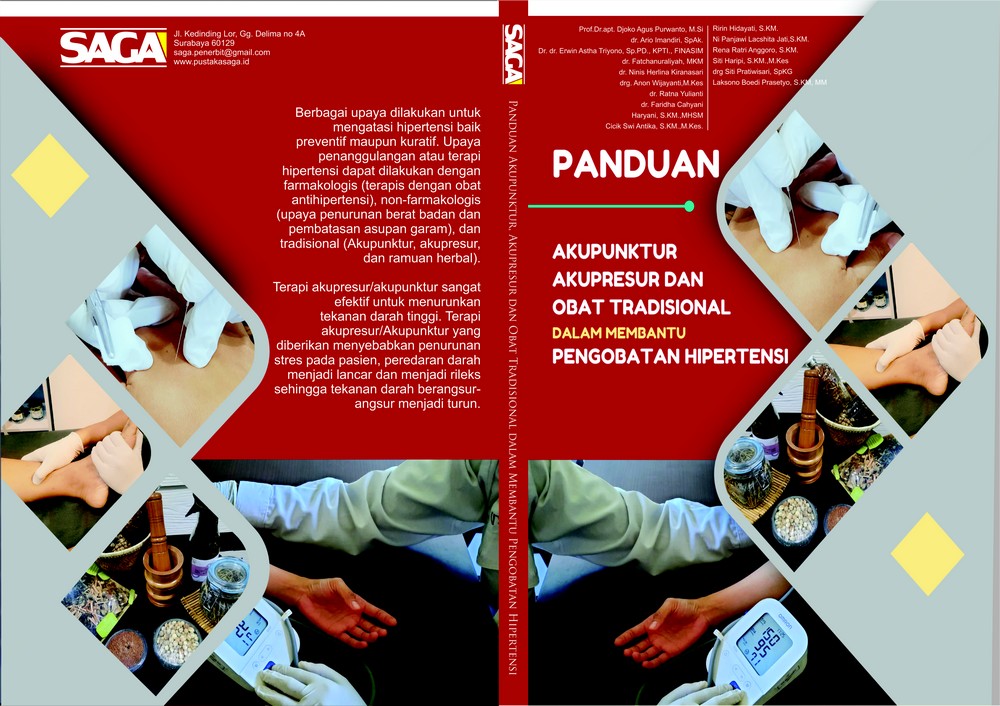 SAGA
Jl. Kedinding Lor, Gg. Delima no 4A
Surabaya 60129
saga.penerbit@gmail.com
www.pustakasaga.id
Berbagai upaya dilakukan untuk
mengatasi hipertensi baik
preventif maupun kuratif. Upaya
penanggulangan atau terapi
hipertensi dapat dilakukan dengan
farmakologis (terapis dengan obat
antihipertensi), non-farmakologis
(upaya penurunan berat badan dan
pembatasan asupan garam), dan
tradisional (Akupunktur, akupresur,
dan ramuan herbal).
Terapi akupresur/akupunktur sangat
efektif untuk menurunkan
tekanan darah tinggi. Terapi
akupresur/Akupunktur yang
diberikan menyebabkan penurunan
stres pada pasien, peredaran darah
menjadi lancar dan menjadi rileks
sehingga tekanan darah berangsur-
angsur menjadi turun.
SAGA
Panduan Akupunktur, Akupresur dan Obat Tradisional dalam Membantu Pengobatan Hipertensi
Prof.Dr.apt. Djoko Agus Purwanto, M.Si
dr. Ario Imandiri, SpAk.
Dr. dr. Erwin Astha Triyono, Sp.PD., KPTI., FINASIM
dr. Fatchanuraliyah, MKM
dr. Ninis Herlina Kiranasari
drg. Anon Wijayanti,M.Kes
dr. Ratna Yulianti
dr. Faridha Cahyani
Haryani, S.KM.,MHSM
Cicik Swi Antika, S.KM.,M.Kes.
Ririn Hidayati, S.KM.
Ni Panjawi Lacshita Jati,S.KM.
Rena Ratri Anggoro, S.KM.
Siti Haripi, S.KM.,M.Kes
drg Siti Pratiwisari, SpKG
Laksono Boedi Prasetyo, S.KM, MM
PANDUAN
AKUPUNKTUR
AKUPRESUR DAN
OBAT TRADISIONAL
DALAM MEMBANTU
PENGOBATAN HIPERTENSI
150
95
71